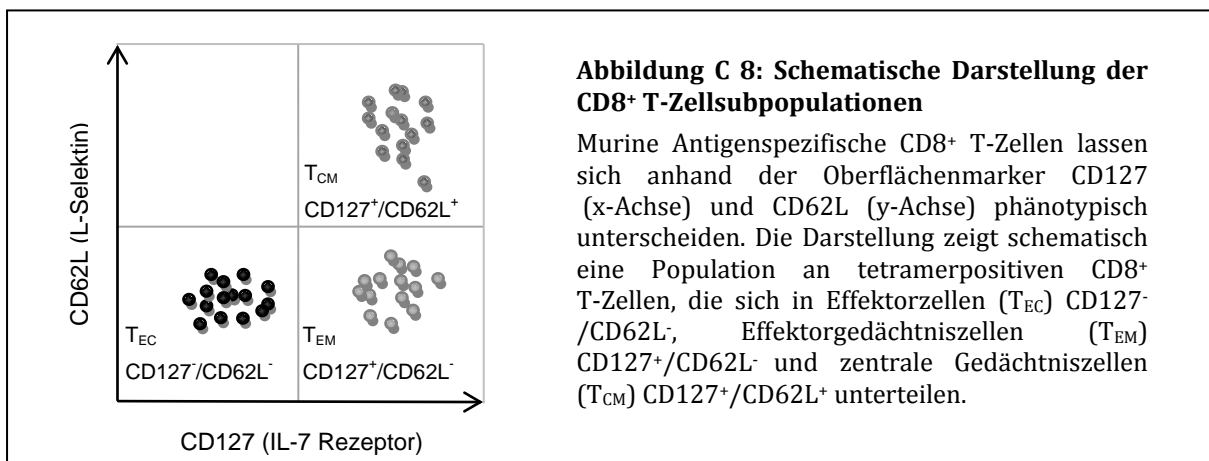 CD62L (L-Selektin)
T_CM
CD127⁺/CD62L⁺
T_EC
CD127⁻/CD62L⁻
T_EM
CD127⁺/CD62L⁻
CD127 (IL-7 Rezeptor)
Abbildung C 8: Schematische Darstellung der
CD8⁺ T-Zellsubpopulationen
Murine Antigenspezifische CD8⁺ T-Zellen lassen
sich anhand der Oberflächenmarker CD127
(x-Achse) und CD62L (y-Achse) phänotypisch
unterscheiden. Die Darstellung zeigt schematisch
eine Population an tetramerpositiven CD8⁺
T-Zellen, die sich in Effektorzellen (T_EC) CD127⁻
/CD62L⁻, Effektorgedächtniszellen (T_EM)
CD127⁺/CD62L⁻ und zentrale Gedächtniszellen
(T_CM) CD127⁺/CD62L⁺ unterteilen.